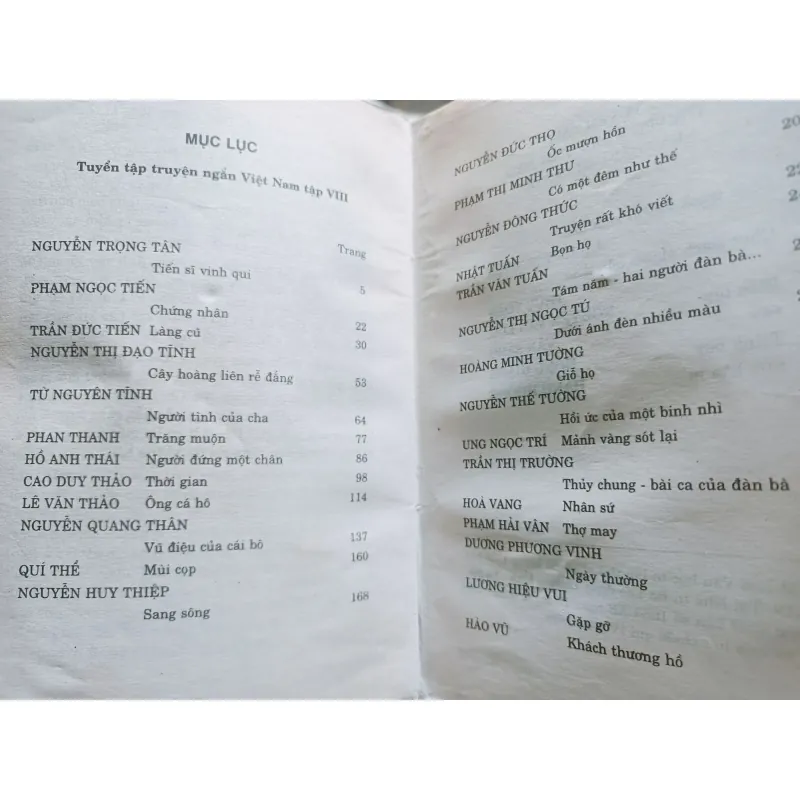 MỤC LỤC
Tuyển tập truyện ngắn Việt Nam tập VIII
Trang
NGUYỄN TRỌNG TÂN
Tiến sĩ vinh qui 5
PHẠM NGỌC TIẾN
Chứng nhân 22
TRẦN ĐỨC TIẾN Làng cũ 30
NGUYỄN THỊ ĐẠO TĨNH
Cây hoàng liên rễ đắng 53
TỪ NGUYÊN TĨNH
Người tình của cha 64
PHAN THANH Trăng muộn 77
HỒ ANH THÁI Người đứng một chân 86
CAO DUY THẢO Thời gian 98
LÊ VĂN THẢO Ông cá hô 114
NGUYỄN QUANG THÂN
Vũ điệu của cái bô 137
QUÍ THỂ Mùi cọp 160
NGUYỄN HUY THIỆP
Sang sông 168
NGUYỄN ĐỨC THỌ
Ốc mượn hồn
PHẠM THỊ MINH THƯ
Có một đêm như thế
NGUYỄN ĐÔNG THỨC
Truyện rất khó viết
NHẬT TUẤN Bọn họ
TRẦN VĂN TUẤN
Tám năm - hai người đàn bà...
NGUYỄN THỊ NGỌC TÚ
Dưới ánh đèn nhiều màu
HOÀNG MINH TƯỜNG
Giỗ họ
NGUYỄN THẾ TƯỜNG
Hồi ức của một binh nhì
UNG NGỌC TRÍ Mảnh vàng sót lại
TRẦN THỊ TRƯỜNG
Thủy chung - bài ca của đàn bà
HOÀ VANG Nhân sứ
PHẠM HẢI VÂN Thợ may
DƯƠNG PHƯƠNG VINH
Ngày thường
LƯƠNG HIỆU VUI
Gặp gỡ
HÀO VŨ
Khách thương hồ